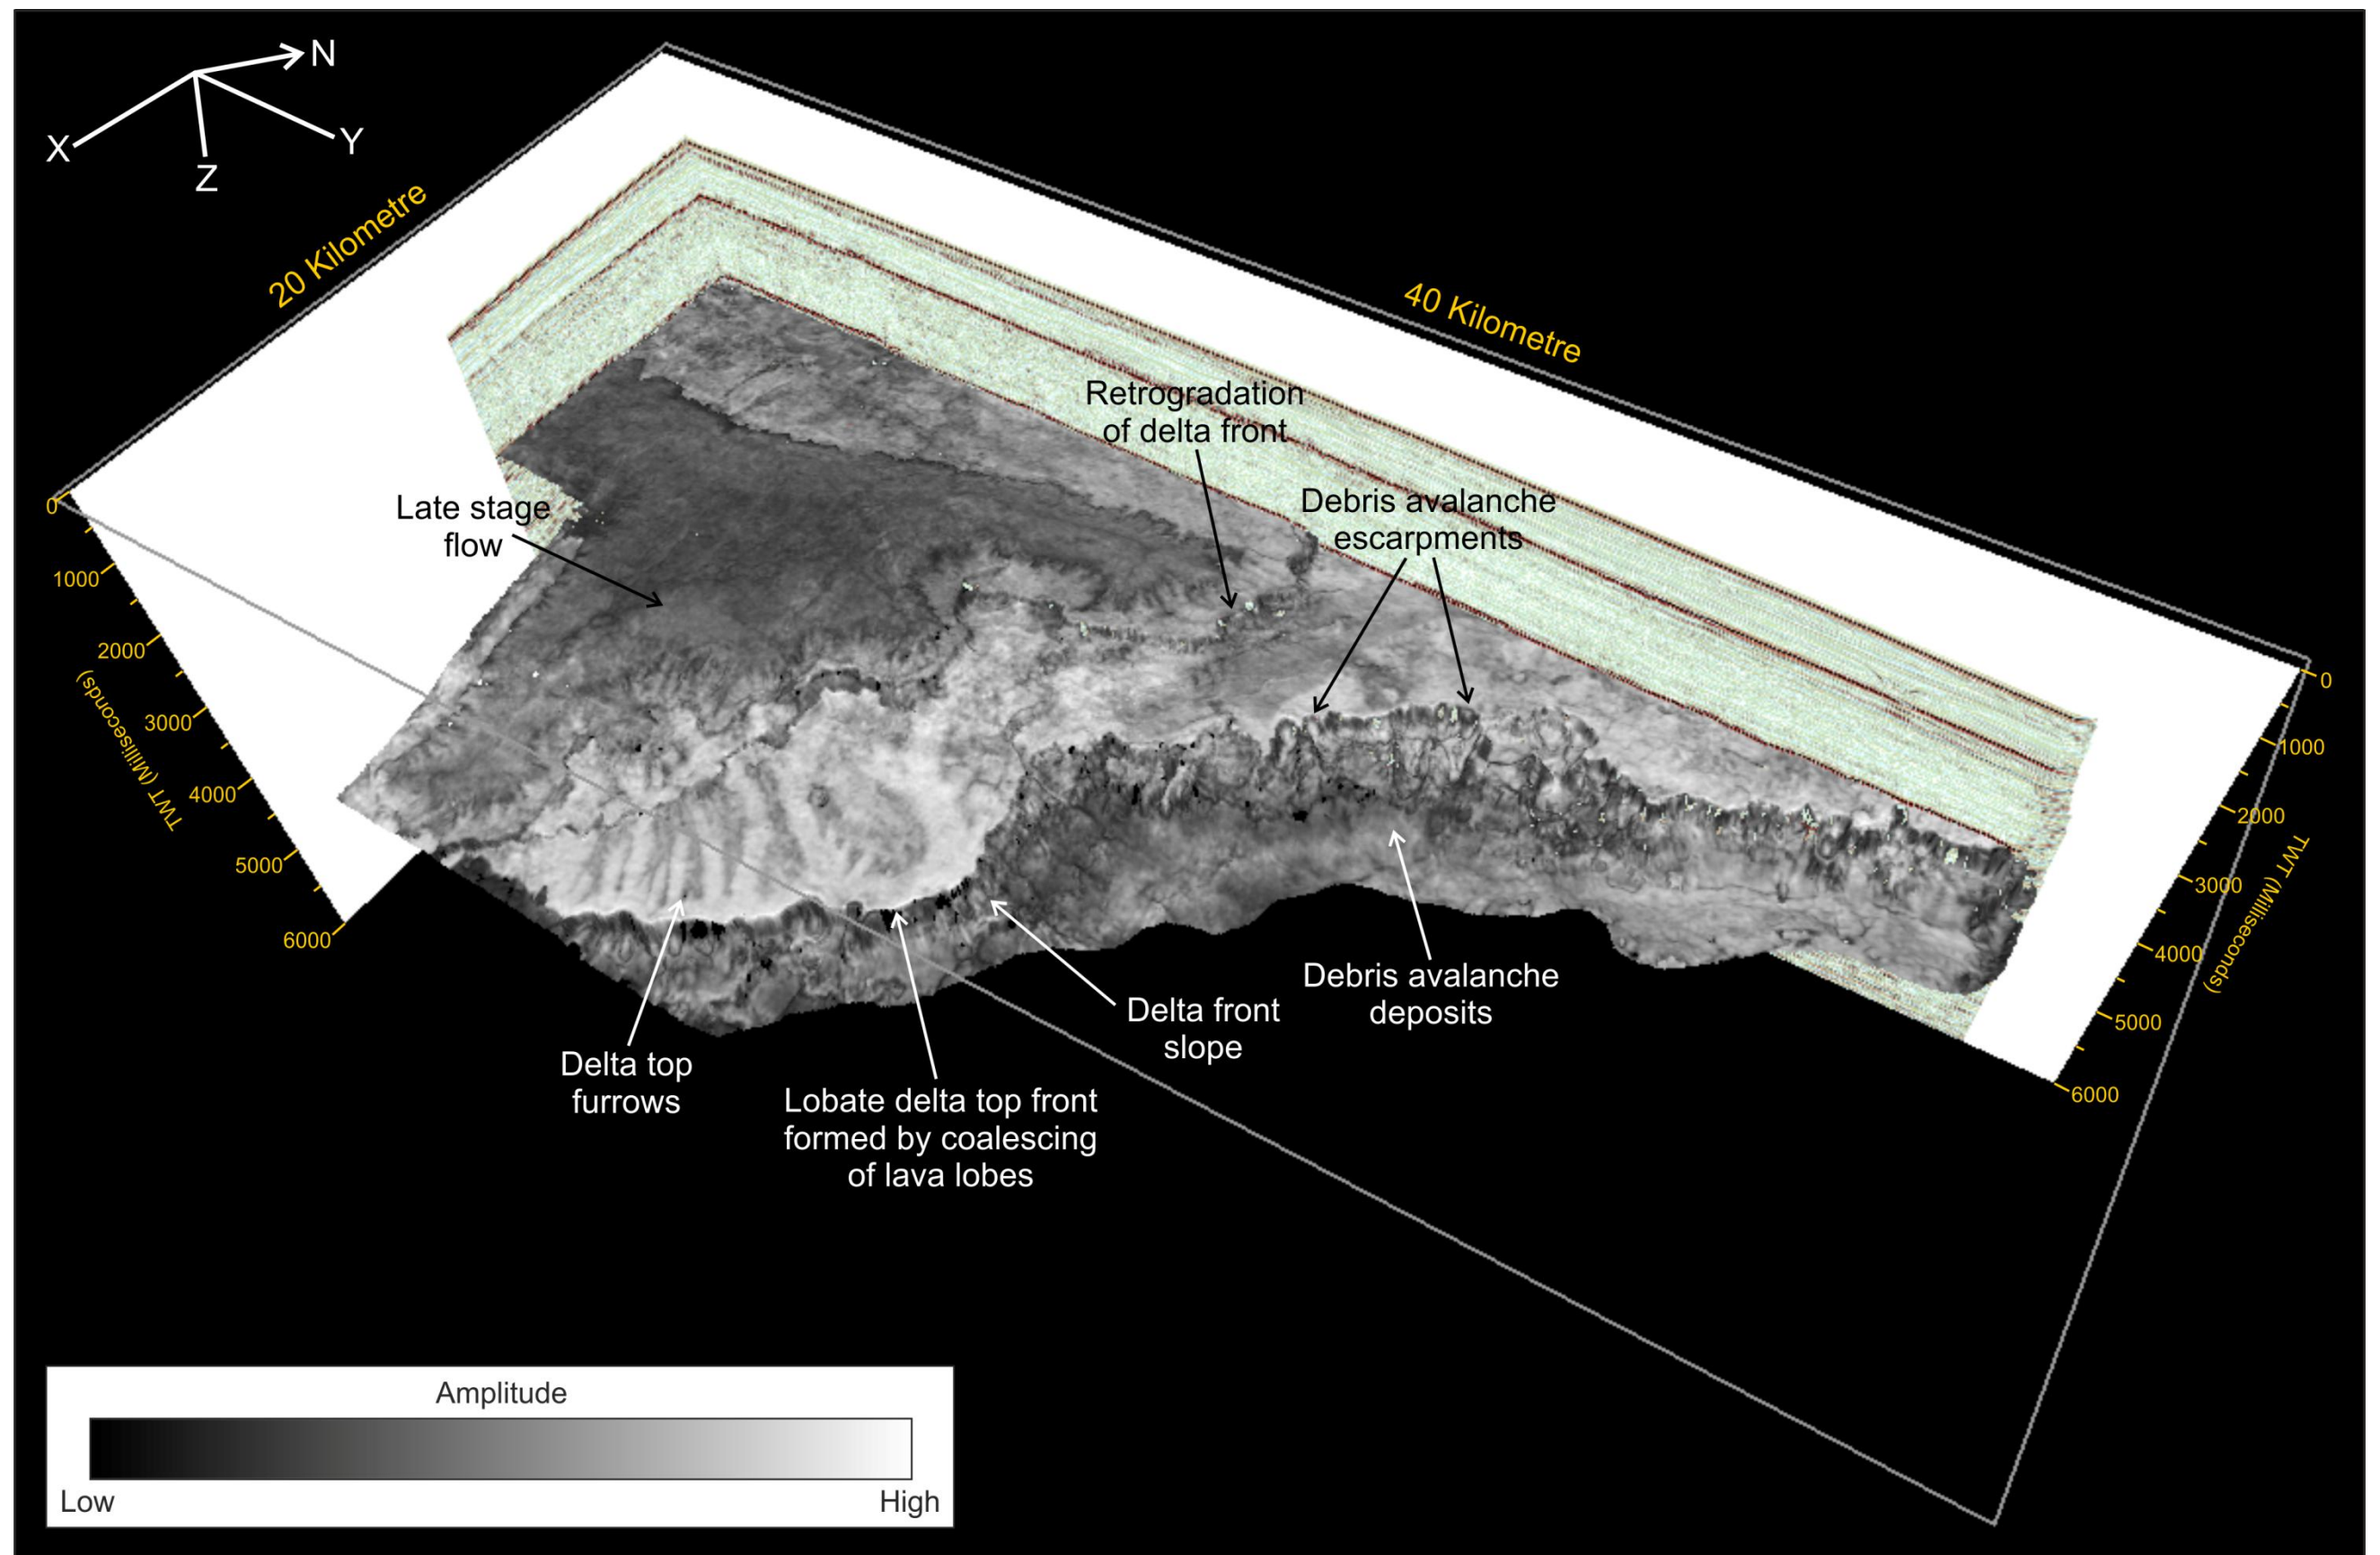 N
X
Y
Z
20 Kilometre
40 Kilometre
Retrogradation
of delta front
Debris avalanche
escarpments
Late stage
flow
0
1000
2000
3000
4000
5000
6000
TWT (Milliseconds)
0
1000
2000
3000
4000
5000
6000
TWT (Milliseconds)
Debris avalanche
deposits
Delta front
slope
Delta top
furrows
Lobate delta top front
formed by coalescing
of lava lobes
Amplitude
Low
High